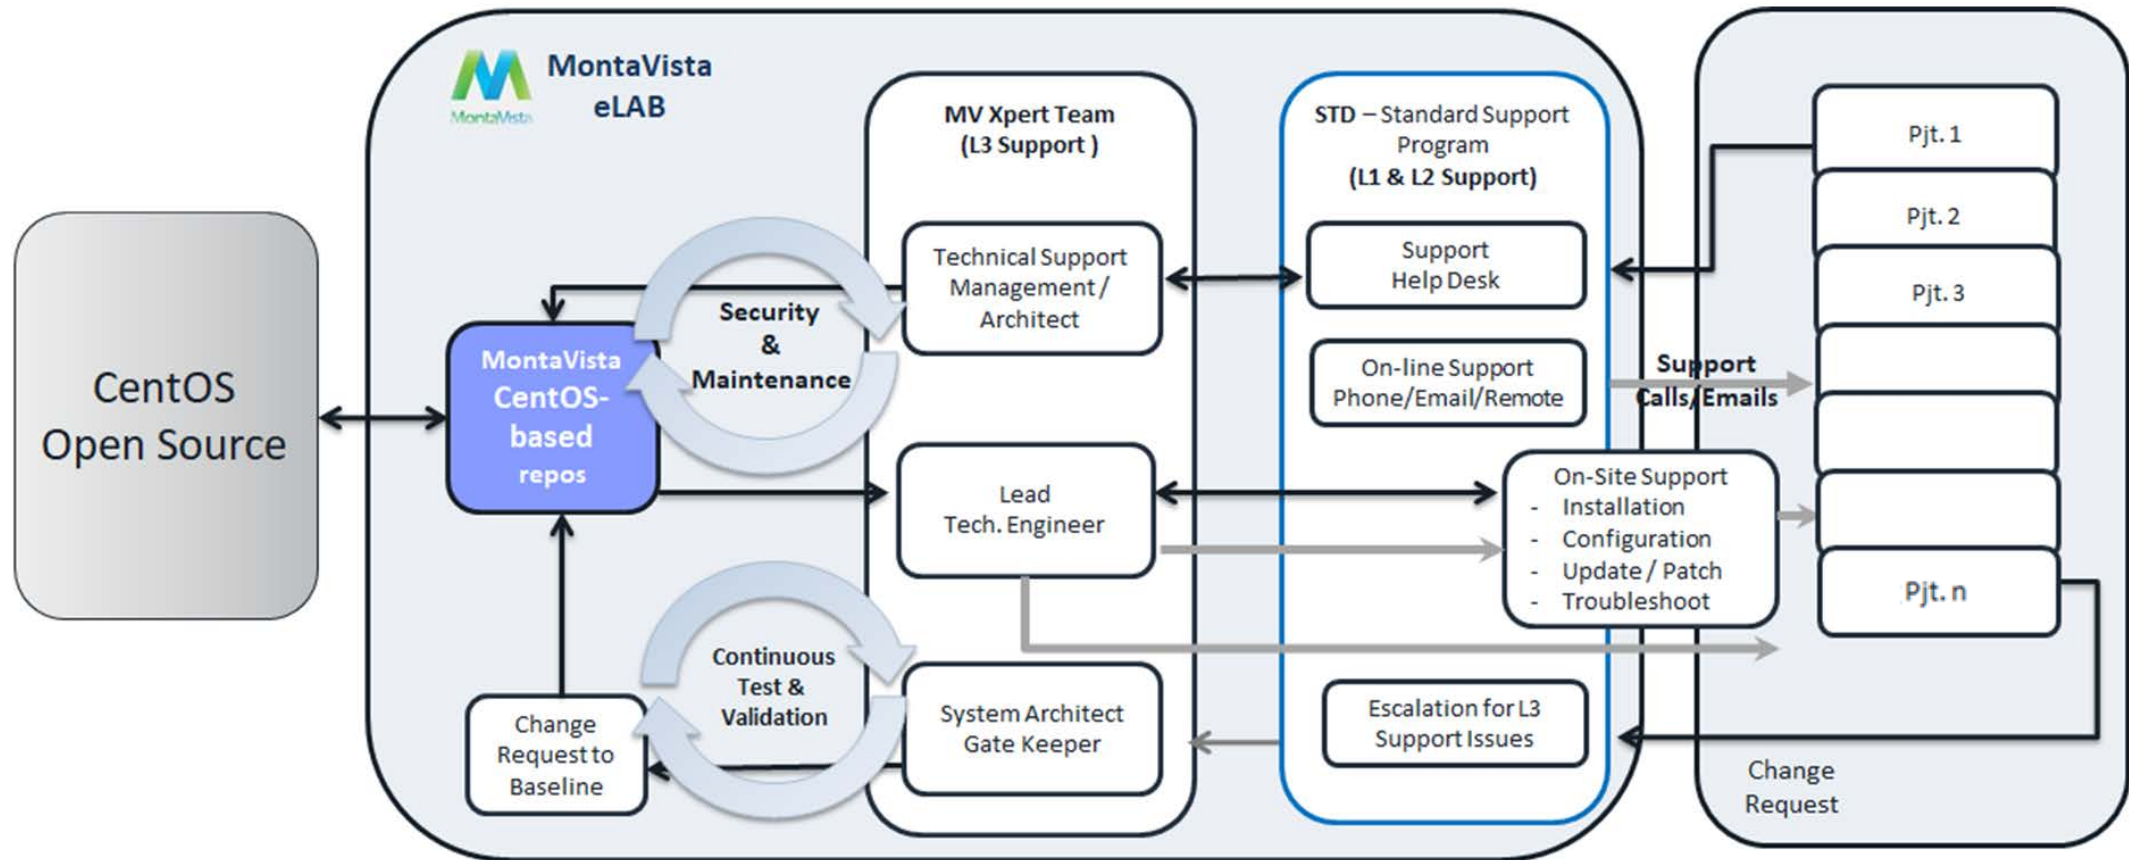 MontaVista
MontaVista
eLAB
CentOS
Open Source
MontaVista
CentOS-
based
repos
Security
&
Maintenance
Continuous
Test &
Validation
Change
Request to
Baseline
MV Xpert Team
(L3 Support )
Technical Support
Management /
Architect
Lead
Tech. Engineer
System Architect
Gate Keeper
STD – Standard Support
Program
(L1 & L2 Support)
Support
Help Desk
On-line Support
Phone/Email/Remote
On-Site Support
- Installation
- Configuration
- Update / Patch
- Troubleshoot
Escalation for L3
Support Issues
Support
Calls/Emails
Pjt. 1
Pjt. 2
Pjt. 3
Pjt. n
Change
Request